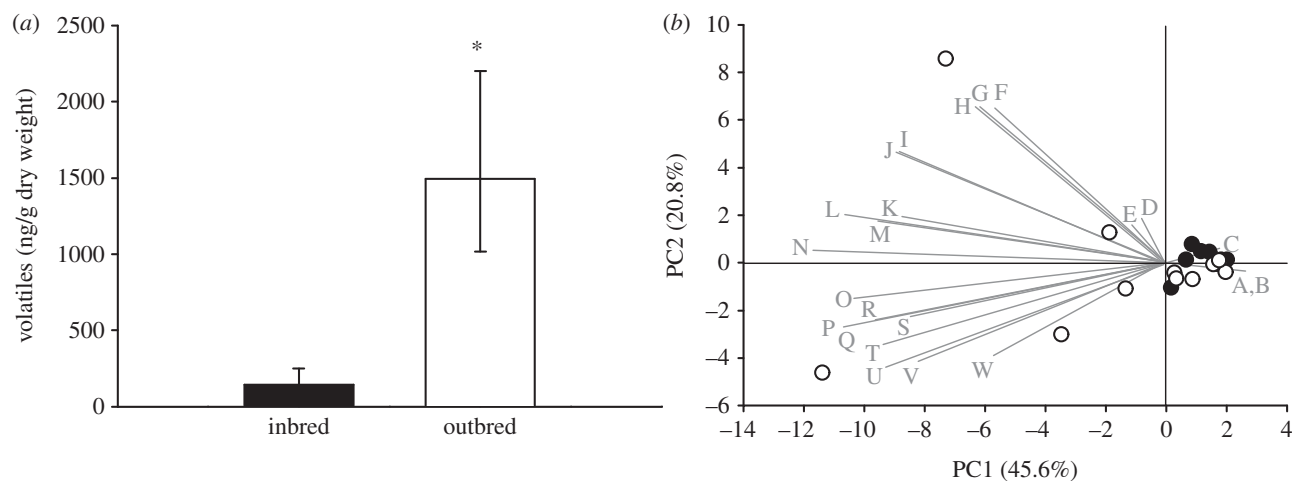 (a)
volatiles (ng/g dry weight)
2500
2000
1500
1000
500
0
*
inbred
outbred
(b)
PC2 (20.8%)
10
8
6
4
2
0
–2
–4
–6
–14
–12
–10
–8
–6
–4
–2
0
2
4
PC1 (45.6%)
H
G
F
J
I
L
K
M
N
E
D
C
A,B
O
R
P
Q
S
T
U
V
W